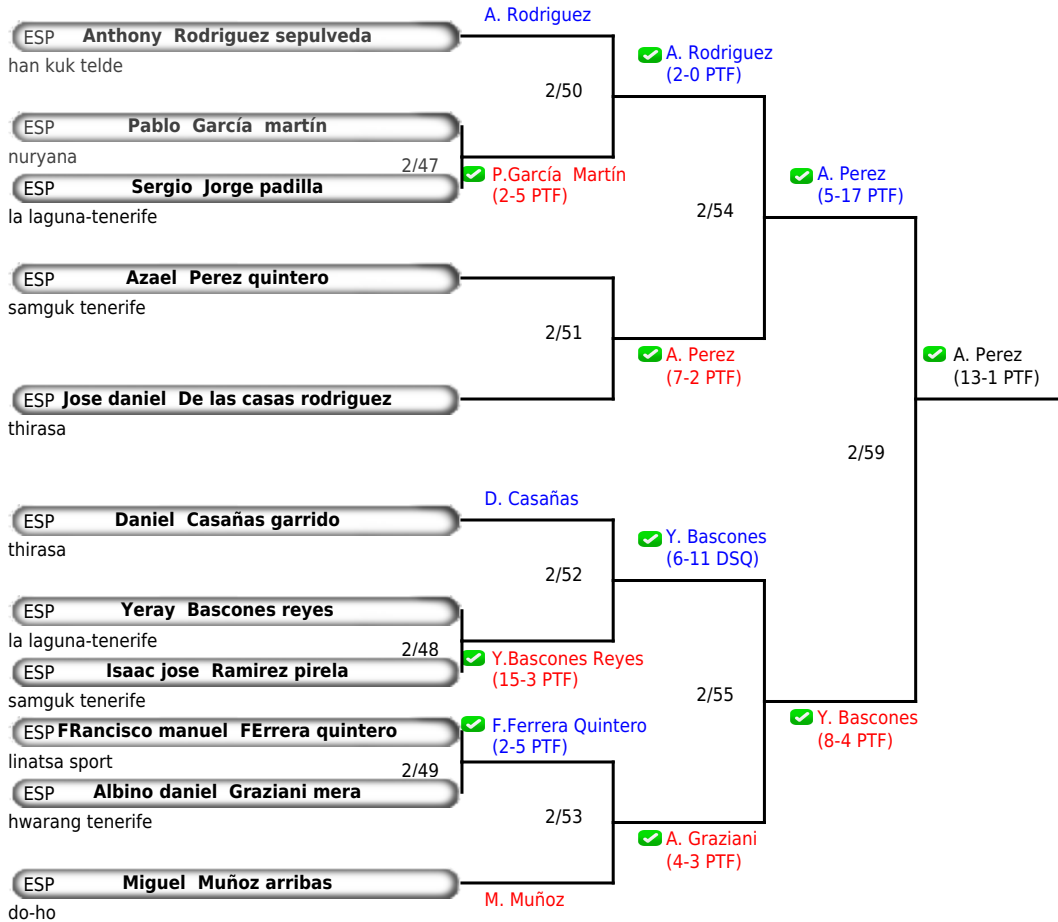 A. Rodriguez
ESP Anthony Rodriguez sepulveda
han kuk telde
A. Rodriguez
(2-0 PTF)
2/50
ESP Pablo García martín
nuryana
2/47
P.García Martín
(2-5 PTF)
ESP Sergio Jorge padilla
la laguna-tenerife
A. Perez
(5-17 PTF)
2/54
ESP Azael Perez quintero
samguk tenerife
2/51
A. Perez
(7-2 PTF)
A. Perez
(13-1 PTF)
ESP Jose daniel De las casas rodriguez
thirasa
2/59
D. Casañas
ESP Daniel Casañas garrido
thirasa
Y. Bascones
(6-11 DSQ)
2/52
ESP Yeray Bascones reyes
la laguna-tenerife
2/48
Y.Bascones Reyes
(15-3 PTF)
ESP Isaac jose Ramirez pirela
samguk tenerife
2/55
Y. Bascones
(8-4 PTF)
ESP FRancisco manuel FErrera quintero
linatsa sport
F.Ferrera Quintero
(2-5 PTF)
2/49
ESP Albino daniel Graziani mera
hwarang tenerife
2/53
A. Graziani
(4-3 PTF)
ESP Miguel Muñoz arribas
do-ho
M. Muñoz